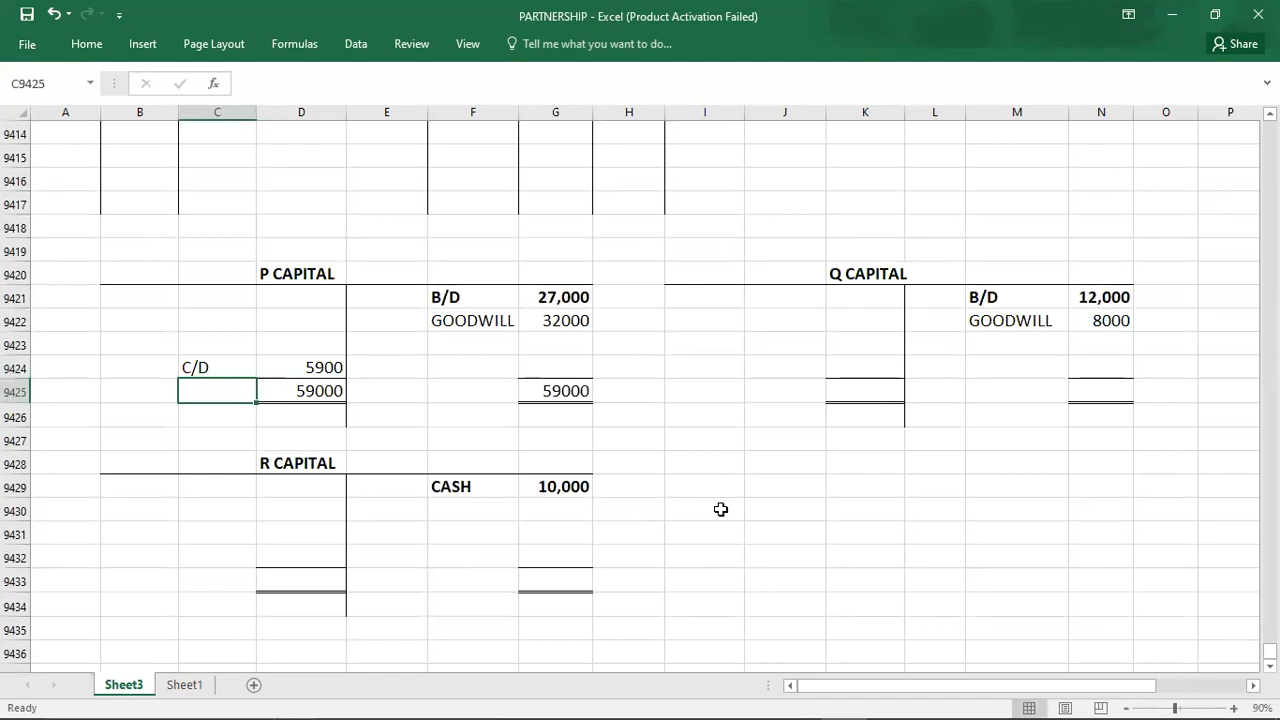 PARTNERSHIP - Excel (Product Activation Failed)
File Home Insert Page Layout Formulas Data Review View Tell me what you want to do... Share
C9425 fx
A B C D E F G H I J K L M N O P
9414
9415
9416
9417
9418
9419
9420 P CAPITAL Q CAPITAL
9421 B/D 27,000 B/D 12,000
9422 GOODWILL 32000 GOODWILL 8000
9423
9424 C/D 5900
9425 59000 59000
9426
9427
9428 R CAPITAL
9429 CASH 10,000
9430
9431
9432
9433
9434
9435
9436
Sheet3 Sheet1
Ready 90%